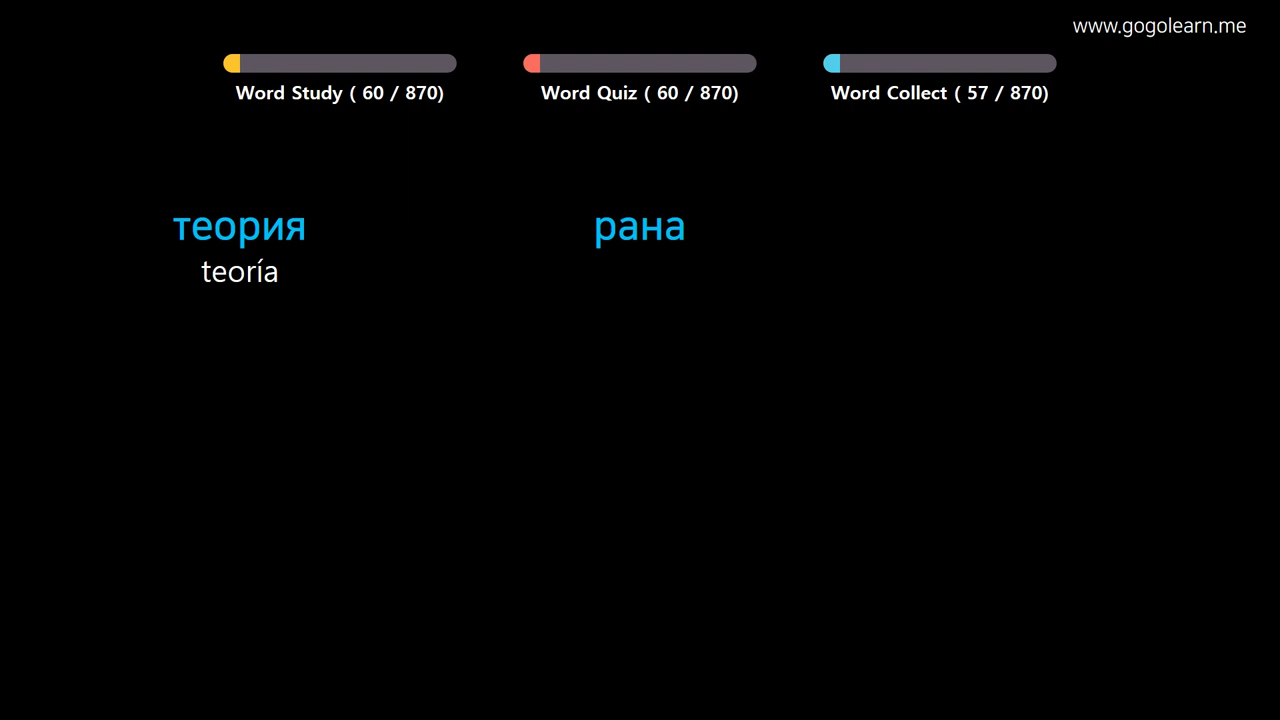 www.gogolearn.me
Word Study ( 60 / 870)
Word Quiz ( 60 / 870)
Word Collect ( 57 / 870)
теория
teoría
рана